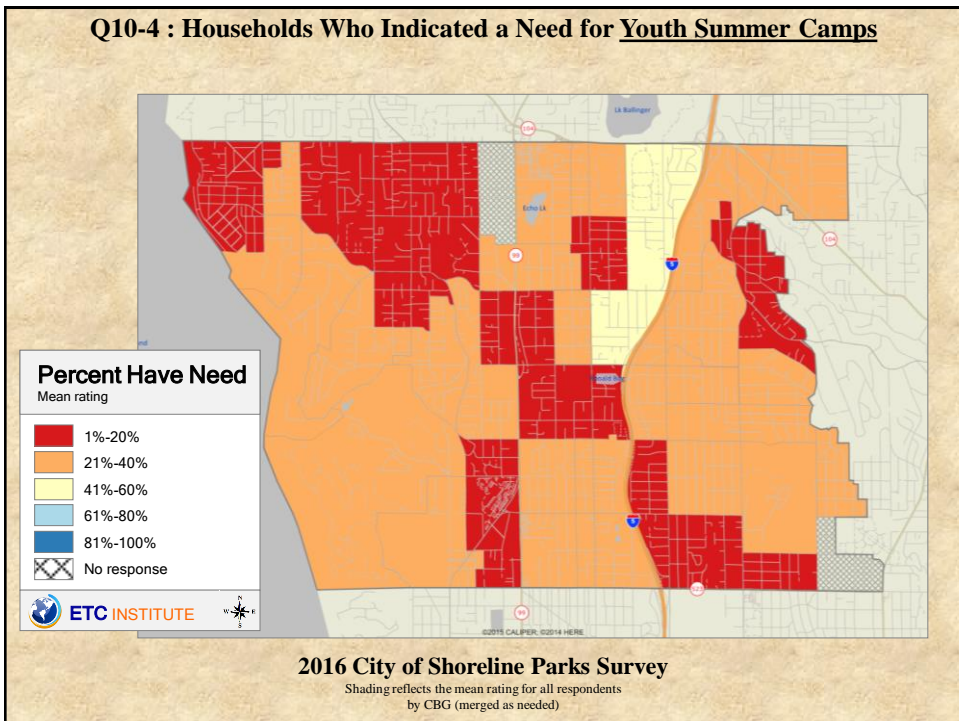 Q10-4 : Households Who Indicated a Need for Youth Summer Camps
Lk Ballinger
104
Echo Lk
99
104
5
nd
Percent Have Need
Mean rating
1%-20%
21%-40%
41%-60%
61%-80%
81%-100%
No response
ETC INSTITUTE
N
W
E
S
5
523
99
©2015 CALIPER; ©2014 HERE
2016 City of Shoreline Parks Survey
Shading reflects the mean rating for all respondents
by CBG (merged as needed)